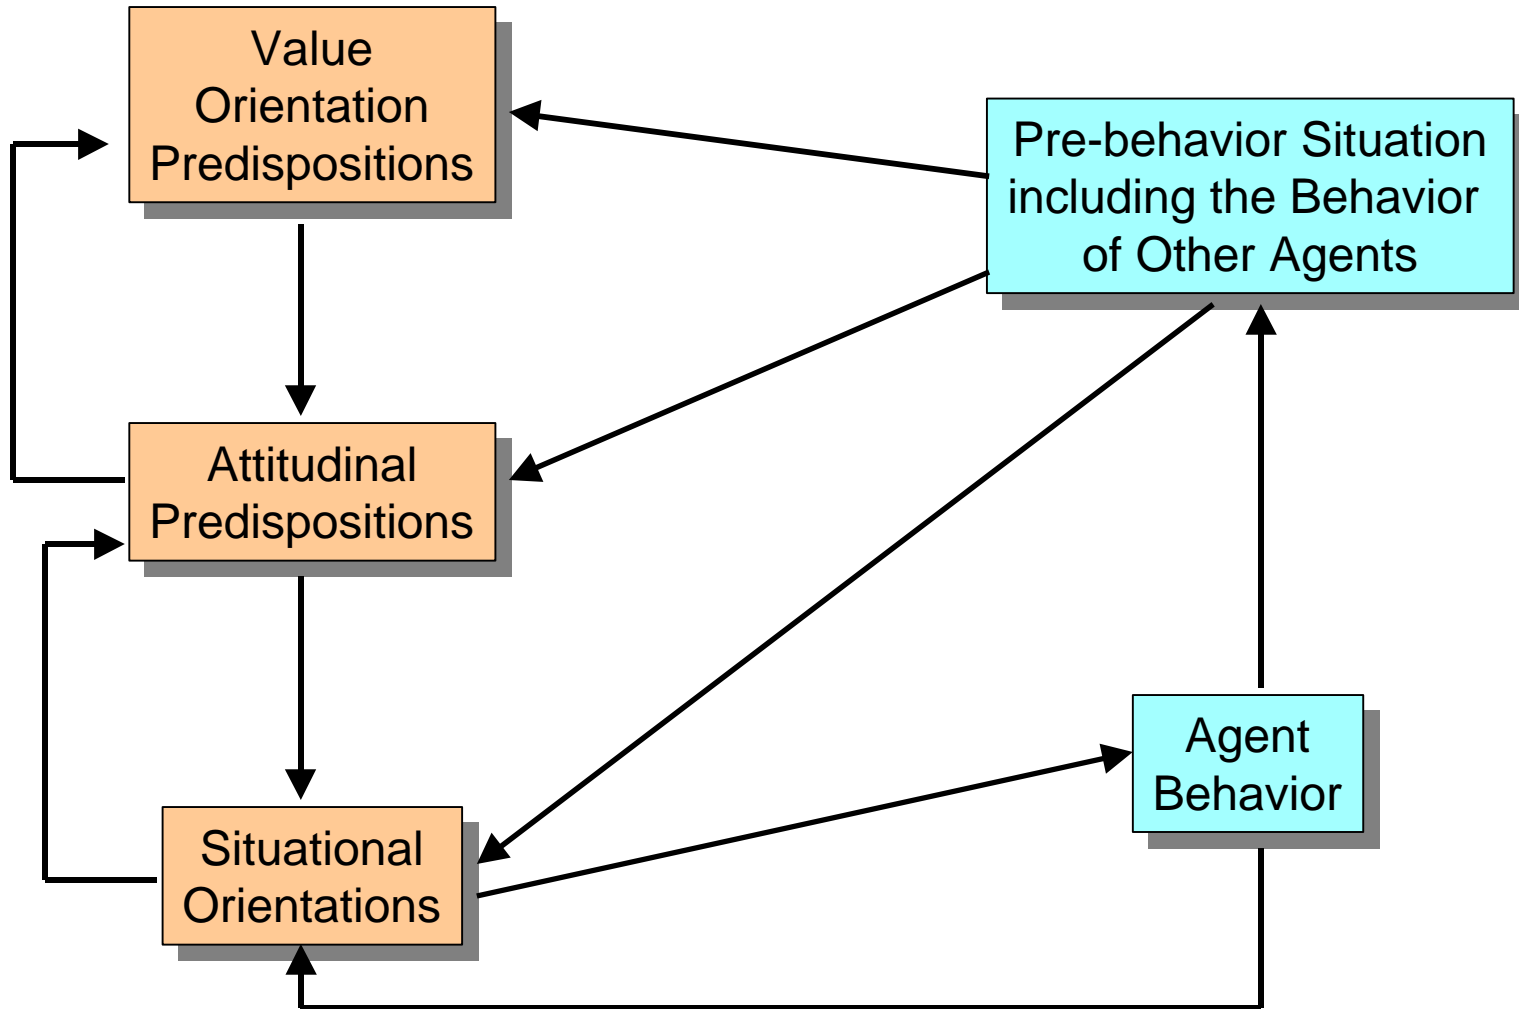 Value
Orientation
Predispositions
Pre-behavior Situation
including the Behavior
of Other Agents
Attitudinal
Predispositions
Agent
Behavior
Situational
Orientations